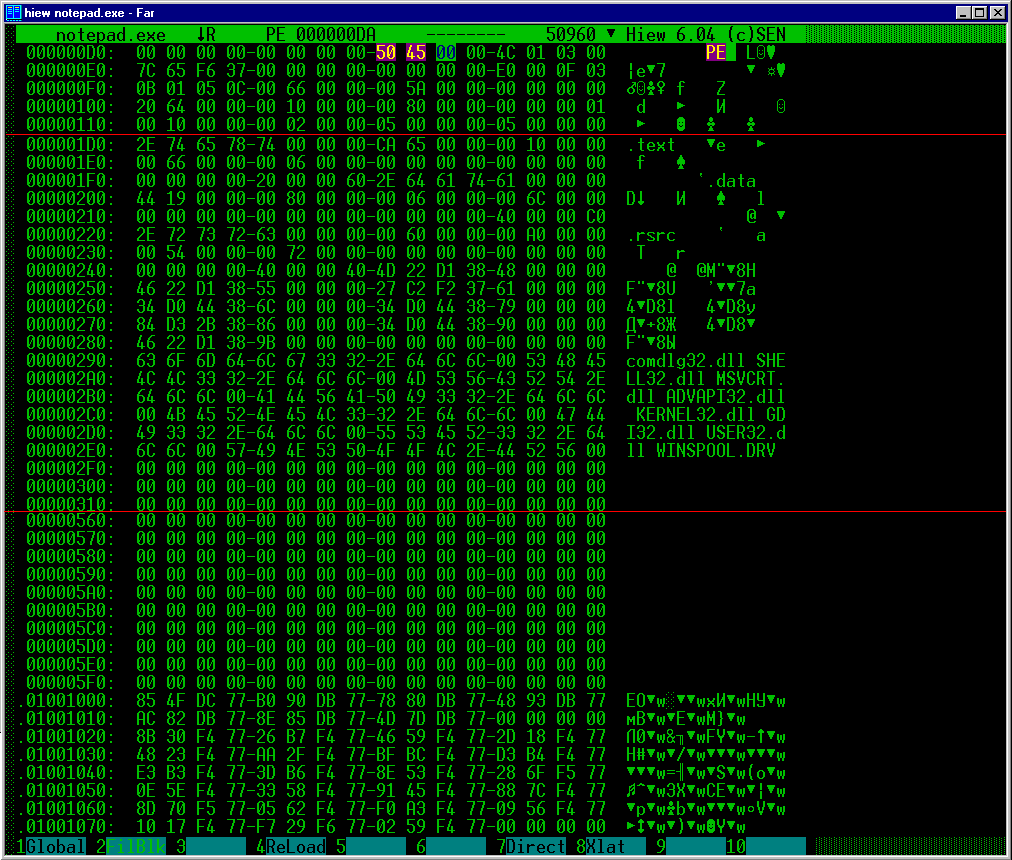 hiew notepad.exe - Far
notepad.exe ↓R PE 000000DA -------- 50960 ▼ Hiew 6.04 (c)SEN
000000D0: 00 00 00 00-00 00 00 00-50 45 00 00-4C 01 03 00 PE L☺♥
000000E0: 7C 65 F6 37-00 00 00 00-00 00 00 00-E0 00 0F 03 ¦e▼7 ▼ ☼♥
000000F0: 0B 01 05 0C-00 66 00 00-00 5A 00 00-00 00 00 00 ♂☺♣♀ f Z
00000100: 20 64 00 00-00 10 00 00-00 80 00 00-00 00 00 01 d ► И ☺
00000110: 00 10 00 00-00 02 00 00-05 00 00 00-05 00 00 00 ► ☻ ♣ ♣
000001D0: 2E 74 65 78-74 00 00 00-CA 65 00 00-00 10 00 00 .text ▼e ►
000001E0: 00 66 00 00-00 06 00 00-00 00 00 00-00 00 00 00 f ♠
000001F0: 00 00 00 00-20 00 00 60-2E 64 61 74-61 00 00 00 `.data
00000200: 44 19 00 00-00 80 00 00-00 06 00 00-00 6C 00 00 D↓ И ♠ l
00000210: 00 00 00 00-00 00 00 00-00 00 00 00-40 00 00 C0 @ ▼
00000220: 2E 72 73 72-63 00 00 00-00 60 00 00-00 A0 00 00 .rsrc ` а
00000230: 00 54 00 00-00 72 00 00-00 00 00 00-00 00 00 00 T r
00000240: 00 00 00 00-40 00 00 40-4D 22 D1 38-48 00 00 00 @ @M"▼8H
00000250: 46 22 D1 38-55 00 00 00-27 C2 F2 37-61 00 00 00 F"▼8U '▼▼7a
00000260: 34 D0 44 38-6C 00 00 00-34 D0 44 38-79 00 00 00 4▼D8l 4▼D8y
00000270: 84 D3 2B 38-86 00 00 00-34 D0 44 38-90 00 00 00 Д▼+8Ж 4▼D8▼
00000280: 46 22 D1 38-9B 00 00 00-00 00 00 00-00 00 00 00 F"▼8Ы
00000290: 63 6F 6D 64-6C 67 33 32-2E 64 6C 6C-00 53 48 45 comdlg32.dll SHE
000002A0: 4C 4C 33 32-2E 64 6C 6C-00 4D 53 56-43 52 54 2E LL32.dll MSVCRT.
000002B0: 64 6C 6C 00-41 44 56 41-50 49 33 32-2E 64 6C 6C dll ADVAPI32.dll
000002C0: 00 4B 45 52-4E 45 4C 33-32 2E 64 6C-6C 00 47 44 KERNEL32.dll GD
000002D0: 49 33 32 2E-64 6C 6C 00-55 53 45 52-33 32 2E 64 I32.dll USER32.d
000002E0: 6C 6C 00 57-49 4E 53 50-4F 4F 4C 2E-44 52 56 00 ll WINSPOOL.DRV
000002F0: 00 00 00 00-00 00 00 00-00 00 00 00-00 00 00 00
00000300: 00 00 00 00-00 00 00 00-00 00 00 00-00 00 00 00
00000310: 00 00 00 00-00 00 00 00-00 00 00 00-00 00 00 00
00000560: 00 00 00 00-00 00 00 00-00 00 00 00-00 00 00 00
00000570: 00 00 00 00-00 00 00 00-00 00 00 00-00 00 00 00
00000580: 00 00 00 00-00 00 00 00-00 00 00 00-00 00 00 00
00000590: 00 00 00 00-00 00 00 00-00 00 00 00-00 00 00 00
000005A0: 00 00 00 00-00 00 00 00-00 00 00 00-00 00 00 00
000005B0: 00 00 00 00-00 00 00 00-00 00 00 00-00 00 00 00
000005C0: 00 00 00 00-00 00 00 00-00 00 00 00-00 00 00 00
000005D0: 00 00 00 00-00 00 00 00-00 00 00 00-00 00 00 00
000005E0: 00 00 00 00-00 00 00 00-00 00 00 00-00 00 00 00
000005F0: 00 00 00 00-00 00 00 00-00 00 00 00-00 00 00 00
.01001000: 85 4F DC 77-B0 90 DB 77-78 80 DB 77-48 93 DB 77 ЕO▼w░▼▼wxИ▼wHУ▼w
.01001010: AC 82 DB 77-8E 85 DB 77-4D 7D DB 77-00 00 00 00 мВ▼w▼Е▼wM}▼w
.01001020: 8B 30 F4 77-26 B7 F4 77-46 59 F4 77-2D 18 F4 77 Л0▼w&╖▼wFY▼w-↑▼w
.01001030: 48 23 F4 77-AA 2F F4 77-BF BC F4 77-D3 B4 F4 77 H#▼w▼/▼w▼▼▼w▼▼▼w
.01001040: E3 B3 F4 77-3D B6 F4 77-8E 53 F4 77-28 6F F5 77 ▼▼▼w=╢▼w▼S▼w(o▼w
.01001050: 0E 5E F4 77-33 58 F4 77-91 45 F4 77-88 7C F4 77 ♬^▼w3X▼wСE▼w▼¦▼w
.01001060: 8D 70 F5 77-05 62 F4 77-F0 A3 F4 77-09 56 F4 77 ▼p▼w♣b▼w▼▼▼w○V▼w
.01001070: 10 17 F4 77-F7 29 F6 77-02 59 F4 77-00 00 00 00 ►↨▼w▼)▼w☻Y▼w
1Global 2FilBlk 3 4ReLoad 5 6 7Direct 8Xlat 9 10